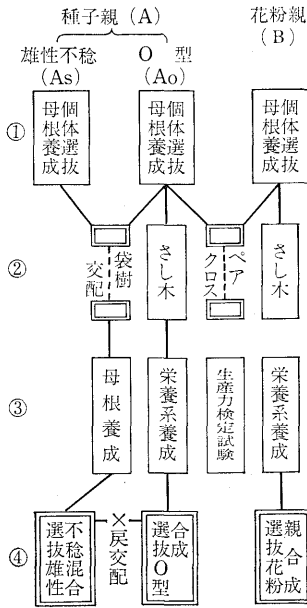 種子親(A)
花粉親
(B)
雄性不稔
(As)
O型
(Ao)
①
個体選抜
母根養成
個体選抜
母根養成
個体選抜
母根養成
②
袋樹
交配
さし木
ペア
クロス
さし木
③
母根養成
栄養系養成
生産力検定試験
栄養系養成
④
不稔混合
選抜雄性
×
戻交配
合成
選抜O型
親合成
選抜花粉